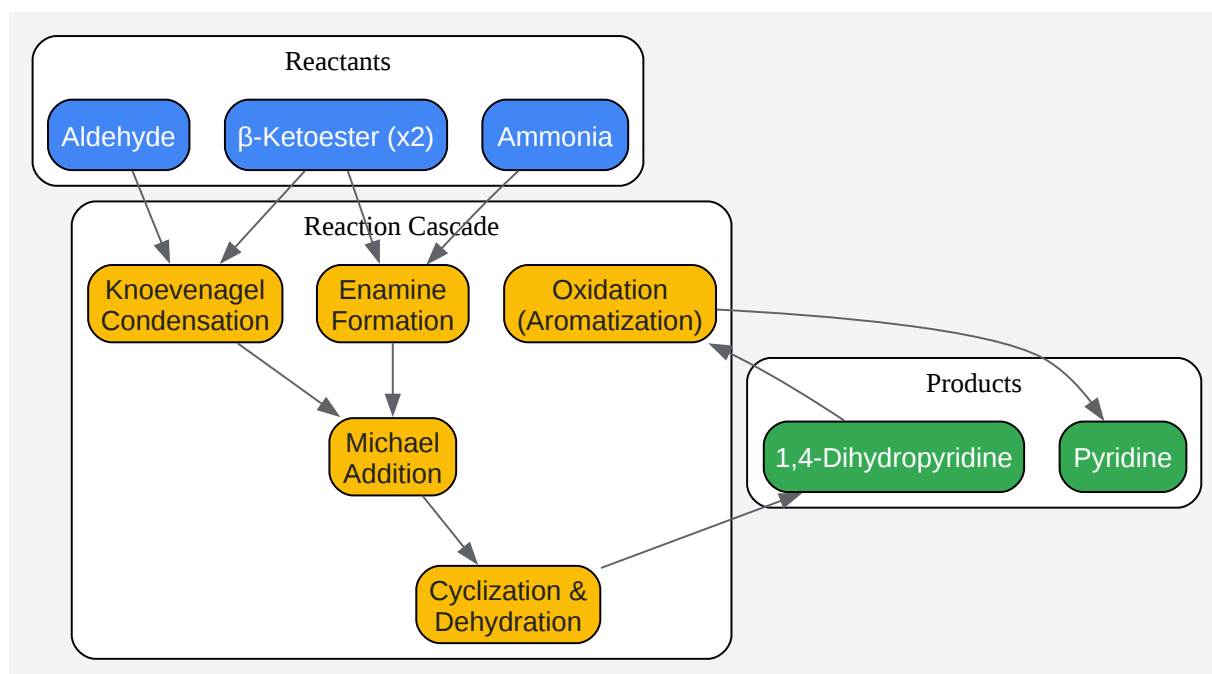 Reactants
Aldehyde
β-Ketoester (x2)
Ammonia
Reaction Cascade
Knoevenagel
Condensation
Enamine
Formation
Oxidation
(Aromatization)
Michael
Addition
Cyclization &
Dehydration
Products
1,4-Dihydropyridine
Pyridine